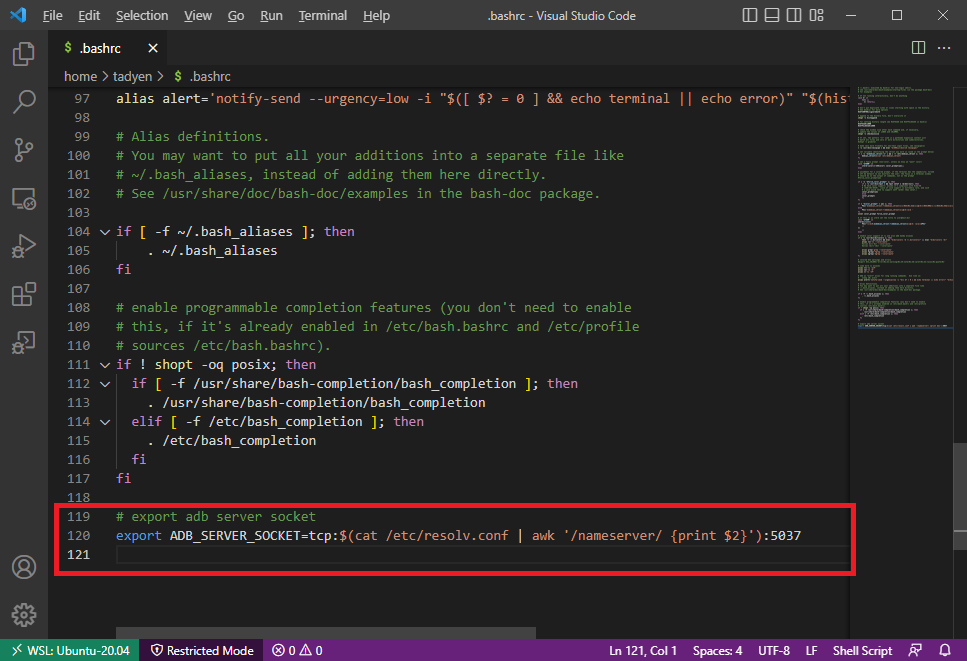 File Edit Selection View Go Run Terminal Help .bashrc - Visual Studio Code
$ .bashrc
home > tadyen > $ .bashrc
97 alias alert='notify-send --urgency=low -i "$([ $? = 0 ] && echo terminal || echo error)" "$(hist
98
99 # Alias definitions.
100 # You may want to put all your additions into a separate file like
101 # ~/.bash_aliases, instead of adding them here directly.
102 # See /usr/share/doc/bash-doc/examples in the bash-doc package.
103
104 if [ -f ~/.bash_aliases ]; then
105 . ~/.bash_aliases
106 fi
107
108 # enable programmable completion features (you don't need to enable
109 # this, if it's already enabled in /etc/bash.bashrc and /etc/profile
110 # sources /etc/bash.bashrc).
111 if ! shopt -oq posix; then
112 if [ -f /usr/share/bash-completion/bash_completion ]; then
113 . /usr/share/bash-completion/bash_completion
114 elif [ -f /etc/bash_completion ]; then
115 . /etc/bash_completion
116 fi
117 fi
118
119 # export adb server socket
120 export ADB_SERVER_SOCKET=tcp:$(cat /etc/resolv.conf | awk '/nameserver/ {print $2}'):5037
121
WSL: Ubuntu-20.04 Restricted Mode 0 0 Ln 121, Col 1 Spaces: 4 UTF-8 LF Shell Script